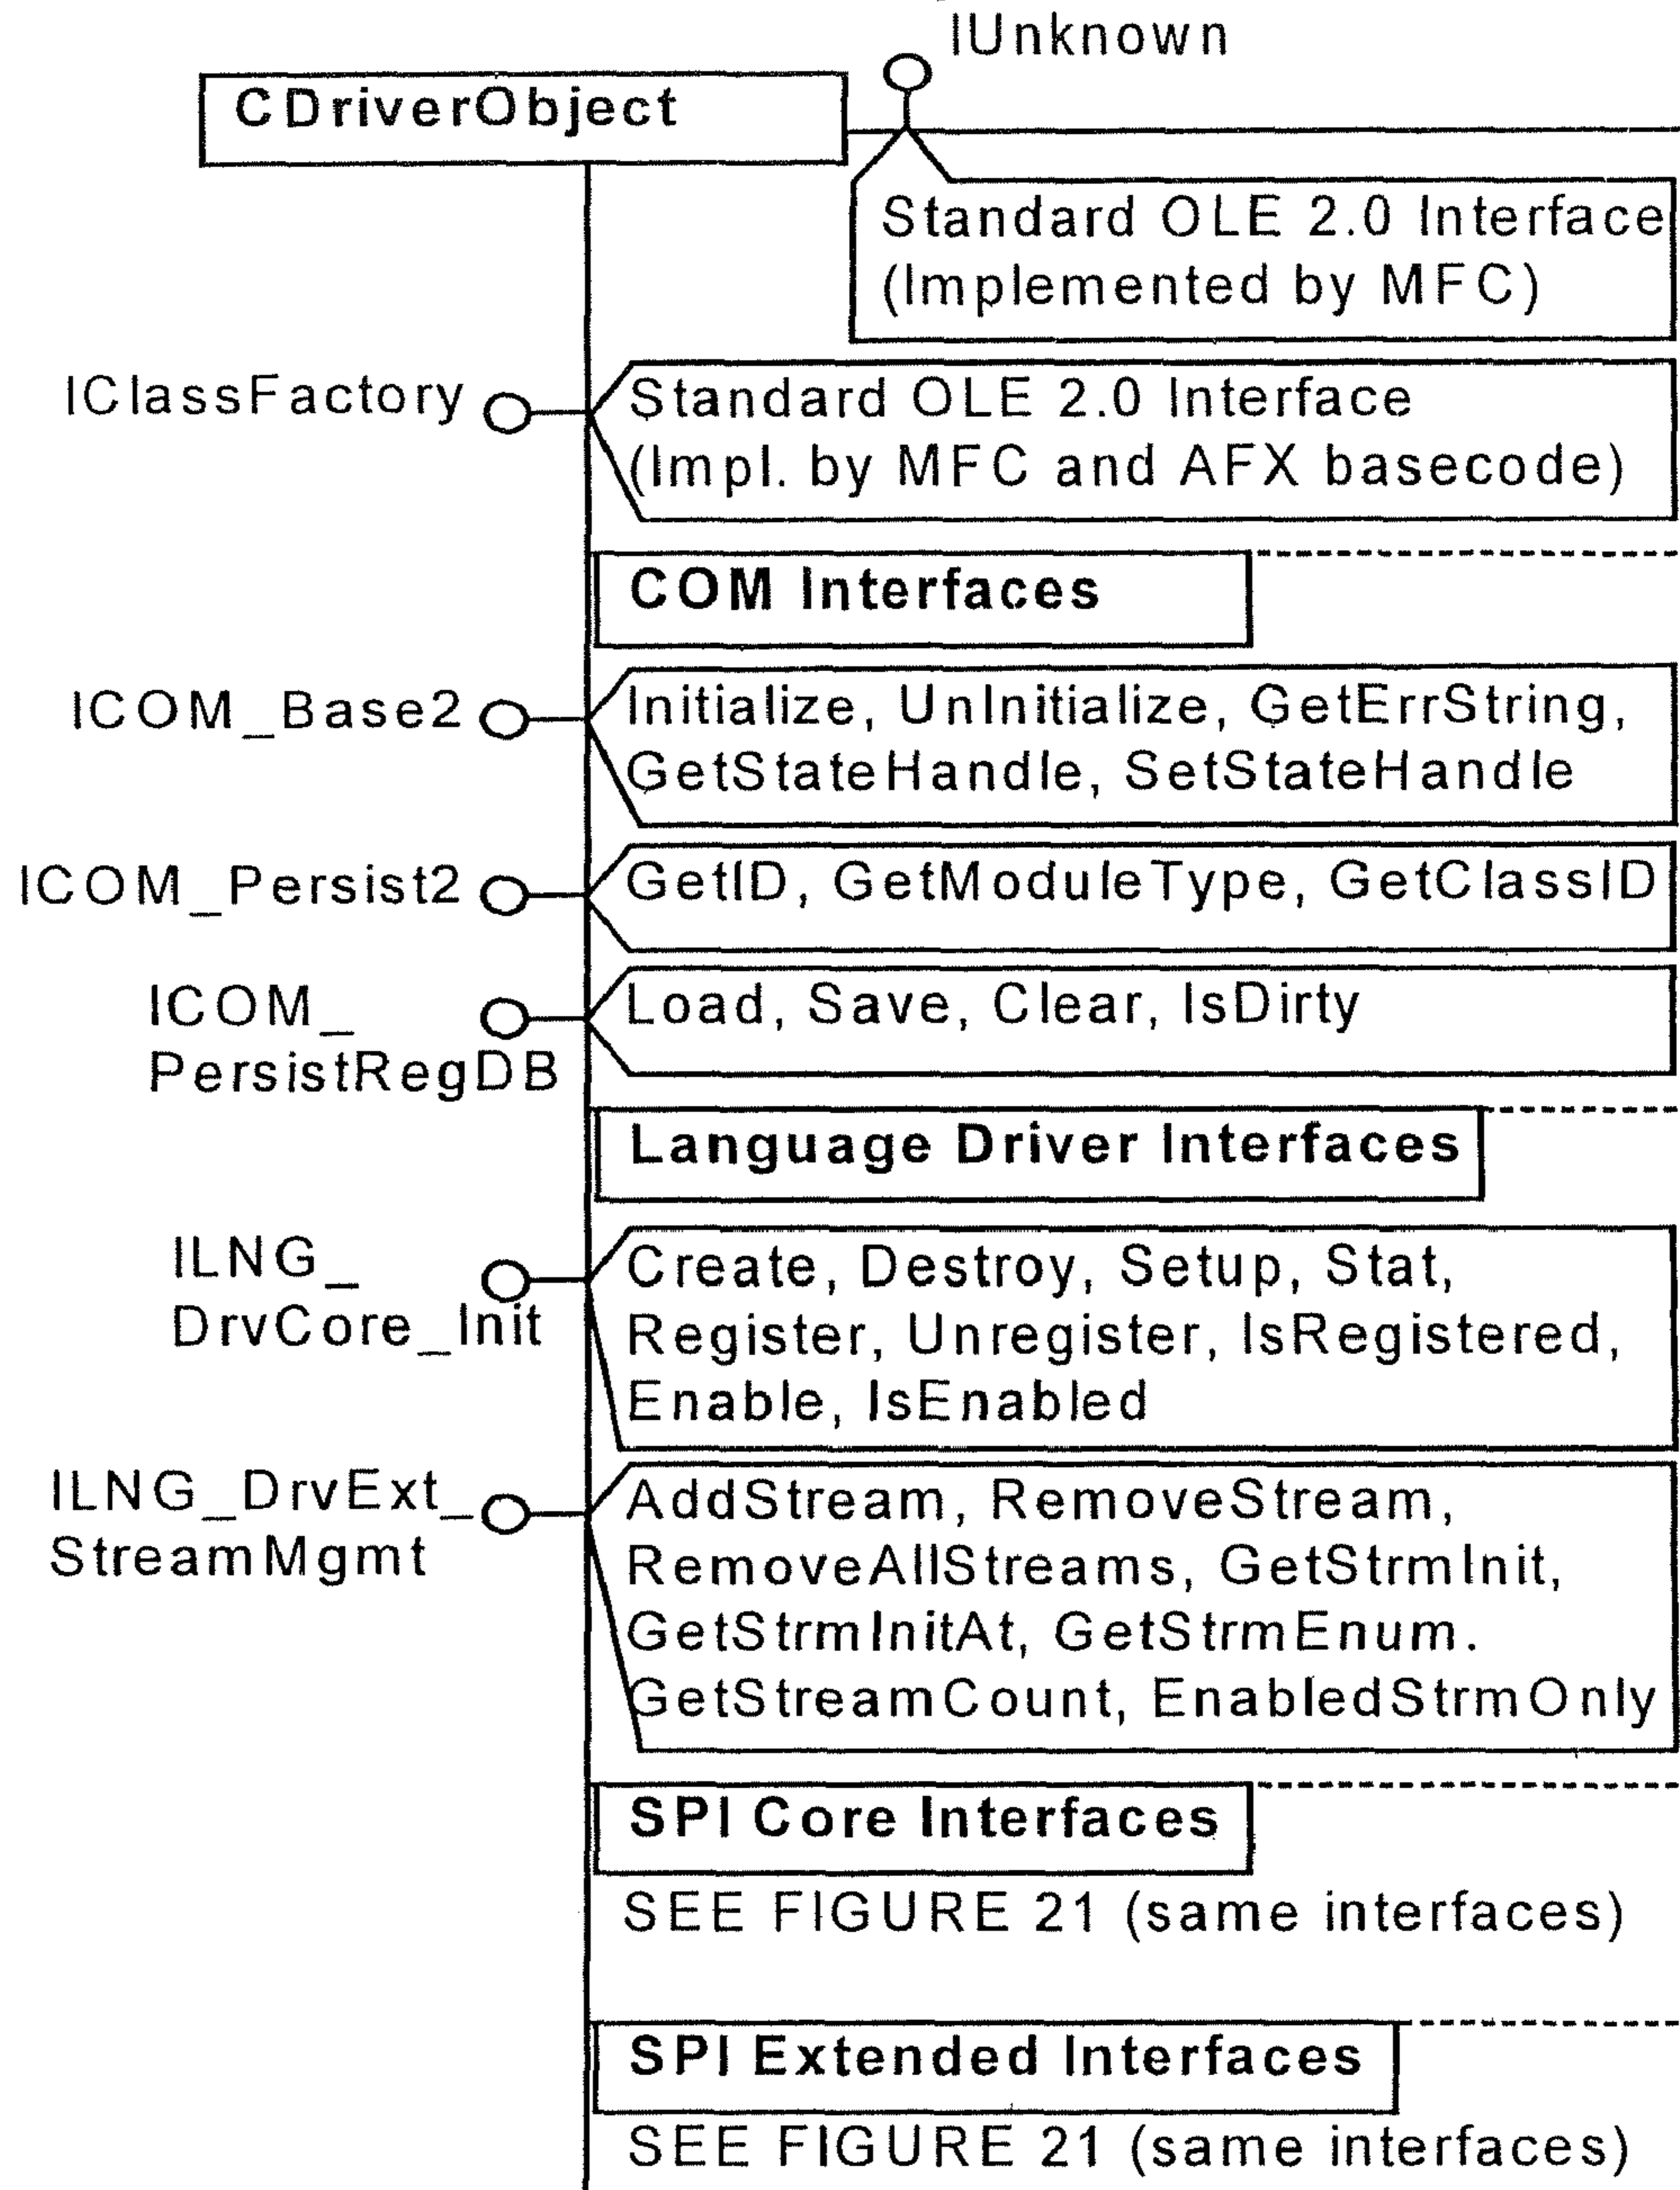 IUnknown
CDriverObject
Standard OLE 2.0 Interface
(Implemented by MFC)
IClassFactory
Standard OLE 2.0 Interface
(Impl. by MFC and AFX basecode)
COM Interfaces
ICOM_Base2
Initialize, UnInitialize, GetErrString,
GetStateHandle, SetStateHandle
ICOM_Persist2
GetID, GetModuleType, GetClassID
ICOM_
PersistRegDB
Load, Save, Clear, IsDirty
Language Driver Interfaces
ILNG_
DrvCore_Init
Create, Destroy, Setup, Stat,
Register, Unregister, IsRegistered,
Enable, IsEnabled
ILNG_DrvExt_
StreamMgmt
AddStream, RemoveStream,
RemoveAllStreams, GetStrmInit,
GetStrmInitAt, GetStrmEnum.
GetStreamCount, EnabledStrmOnly
SPI Core Interfaces
SEE FIGURE 21 (same interfaces)
SPI Extended Interfaces
SEE FIGURE 21 (same interfaces)